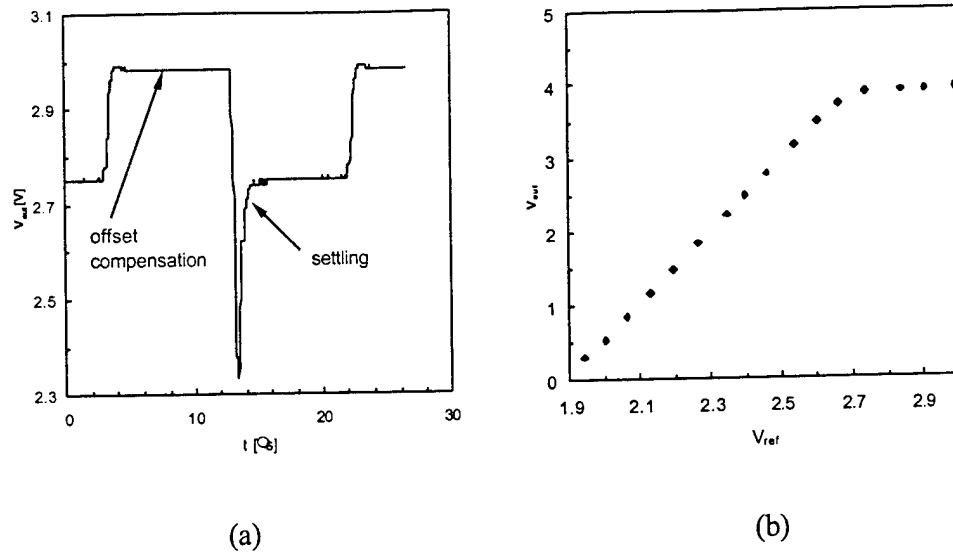 3.1
2.9
2.7
2.5
2.3
V_out[V]
offset
compensation
settling
0
10
20
30
(a)
5
4
3
2
1
0
V_out
1.9
2.1
2.3
2.5
2.7
2.9
V_ref
(b)